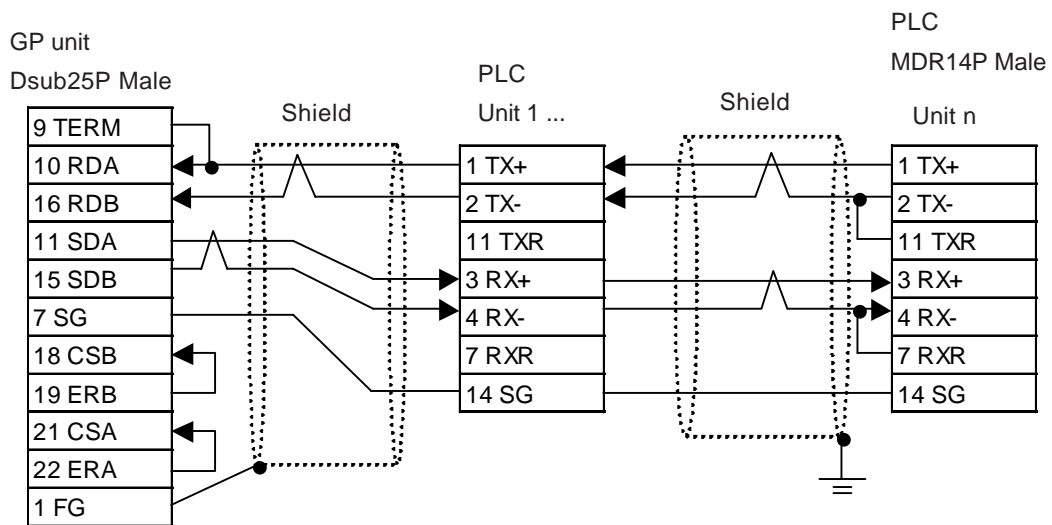 GP unit
Dsub25P Male
9 TERM
10 RDA
16 RDB
11 SDA
15 SDB
7 SG
18 CSB
19 ERB
21 CSA
22 ERA
1 FG
Shield
PLC
Unit 1 ...
1 TX+
2 TX-
11 TXR
3 RX+
4 RX-
7 RXR
14 SG
Shield
PLC
MDR14P Male
Unit n
1 TX+
2 TX-
11 TXR
3 RX+
4 RX-
7 RXR
14 SG